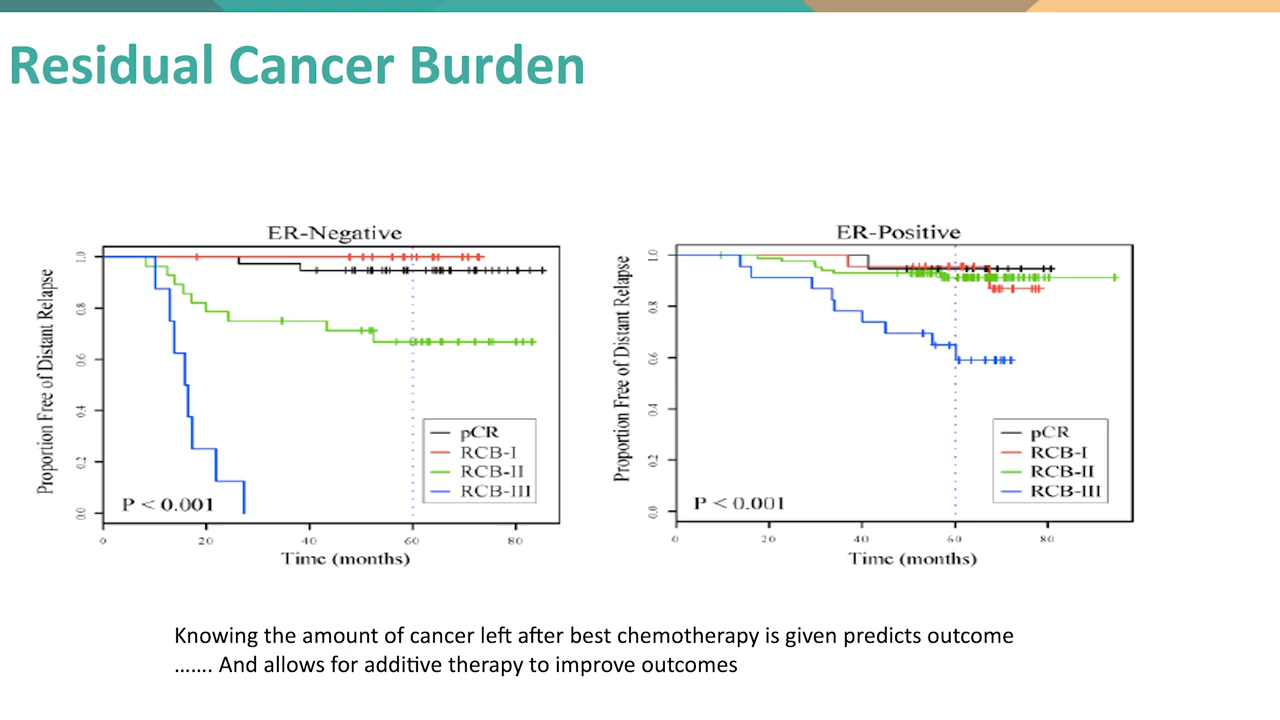 Residual Cancer Burden
ER-Negative
Proportion Free of Distant Relapse
1.0
0.8
0.6
0.4
0.2
0.0
pCR
RCB-I
RCB-II
RCB-III
P < 0.001
0 20 40 60 80
Time (months)
ER-Positive
Proportion Free of Distant Relapse
1.0
0.8
0.6
0.4
0.2
0.0
pCR
RCB-I
RCB-II
RCB-III
P < 0.001
0 20 40 60 80
Time (months)
Knowing the amount of cancer left after best chemotherapy is given predicts outcome
....... And allows for additive therapy to improve outcomes